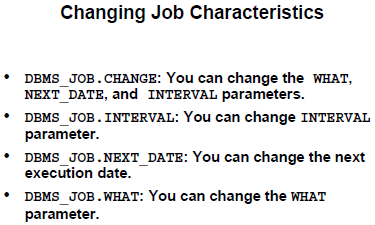 Changing Job Characteristics
• DBMS_JOB.CHANGE: You can change the WHAT,
NEXT_DATE, and INTERVAL parameters.
• DBMS_JOB.INTERVAL: You can change INTERVAL
parameter.
• DBMS_JOB.NEXT_DATE: You can change the next
execution date.
• DBMS_JOB.WHAT: You can change the WHAT
parameter.